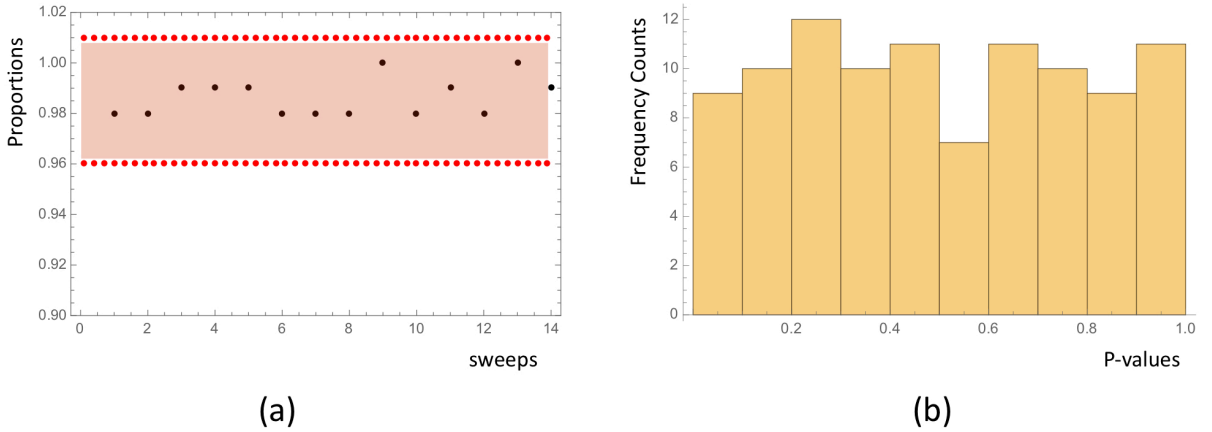 1.02
1.00
0.98
0.96
0.94
0.92
0.90
Proportions
0 2 4 6 8 10 12 14
sweeps
(a)
12
10
8
6
4
2
0
Frequency Counts
0.2 0.4 0.6 0.8 1.0
P-values
(b)